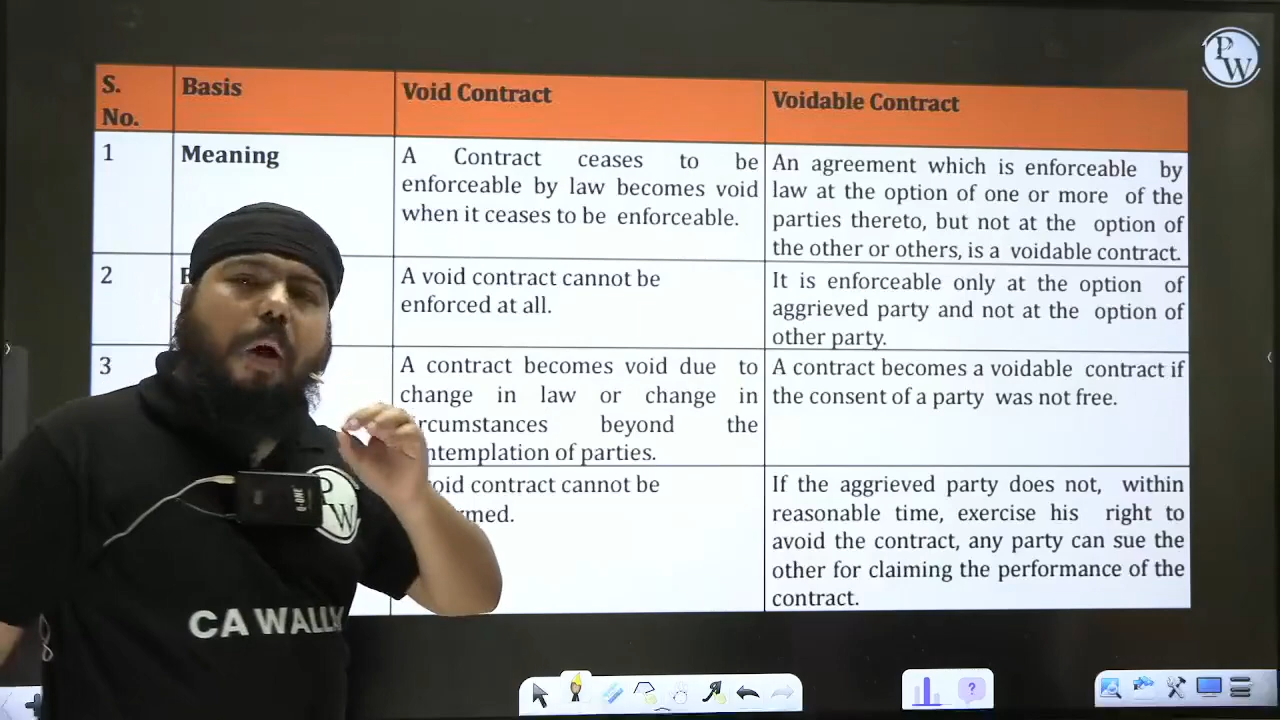 P
W
S.
No.
Basis
Void Contract
Voidable Contract
1
Meaning
A Contract ceases to be
enforceable by law becomes void
when it ceases to be enforceable.
An agreement which is enforceable by
law at the option of one or more of the
parties thereto, but not at the option of
the other or others, is a voidable contract.
2
A void contract cannot be
enforced at all.
It is enforceable only at the option of
aggrieved party and not at the option of
other party.
3
A contract becomes void due to
change in law or change in
rcumstances beyond the
ntemplation of parties.
A contract becomes a voidable contract if
the consent of a party was not free.
void contract cannot be
rmed.
If the aggrieved party does not, within
reasonable time, exercise his right to
avoid the contract, any party can sue the
other for claiming the performance of the
contract.
P
W
CA WALLAH